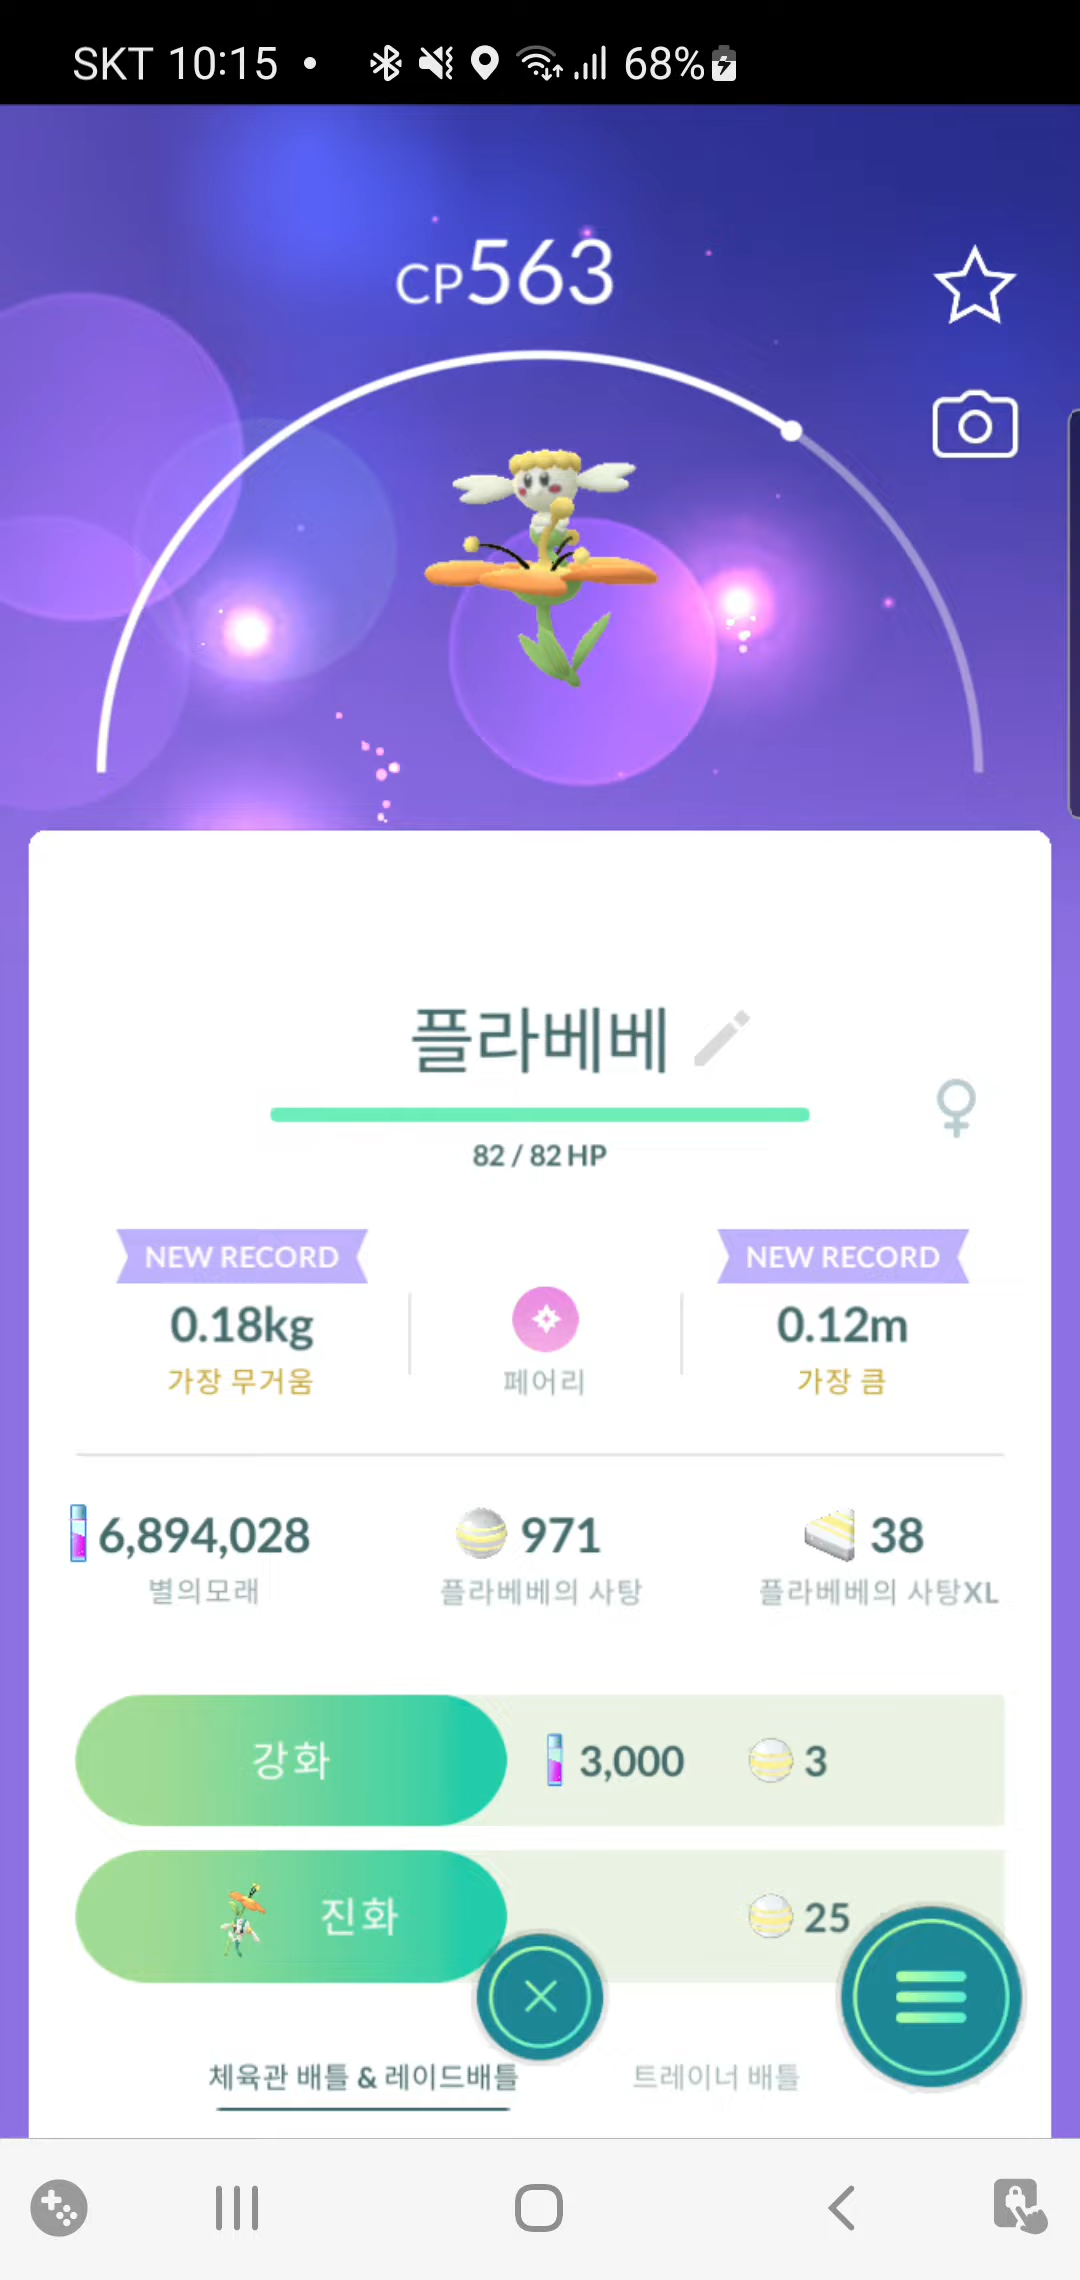 SKT 10:15 • 68%
CP563
플라베베
82 / 82 HP
NEW RECORD
NEW RECORD
0.18kg
0.12m
가장 무거움
페어리
가장 큼
6,894,028
971
38
별의모래
플라베베의 사탕
플라베베의 사탕XL
강화
3,000
3
진화
25
체육관 배틀 & 레이드배틀
트레이너 배틀